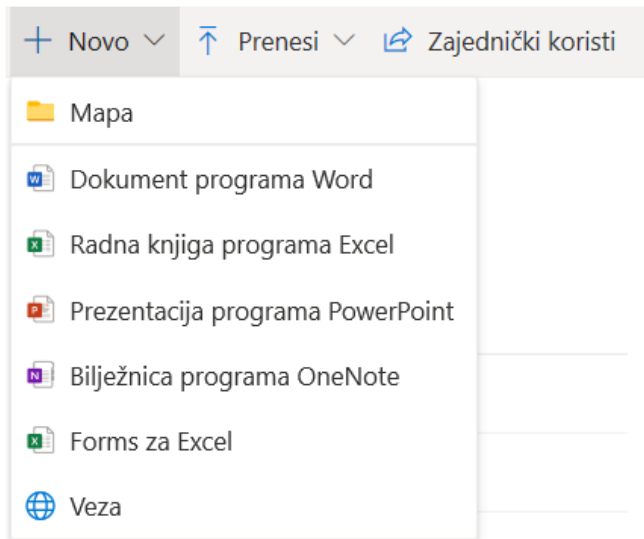 Novo Prenesi Zajednički koristi
Mapa
Dokument programa Word
Radna knjiga programa Excel
Prezentacija programa PowerPoint
Bilježnica programa OneNote
Forms za Excel
Veza